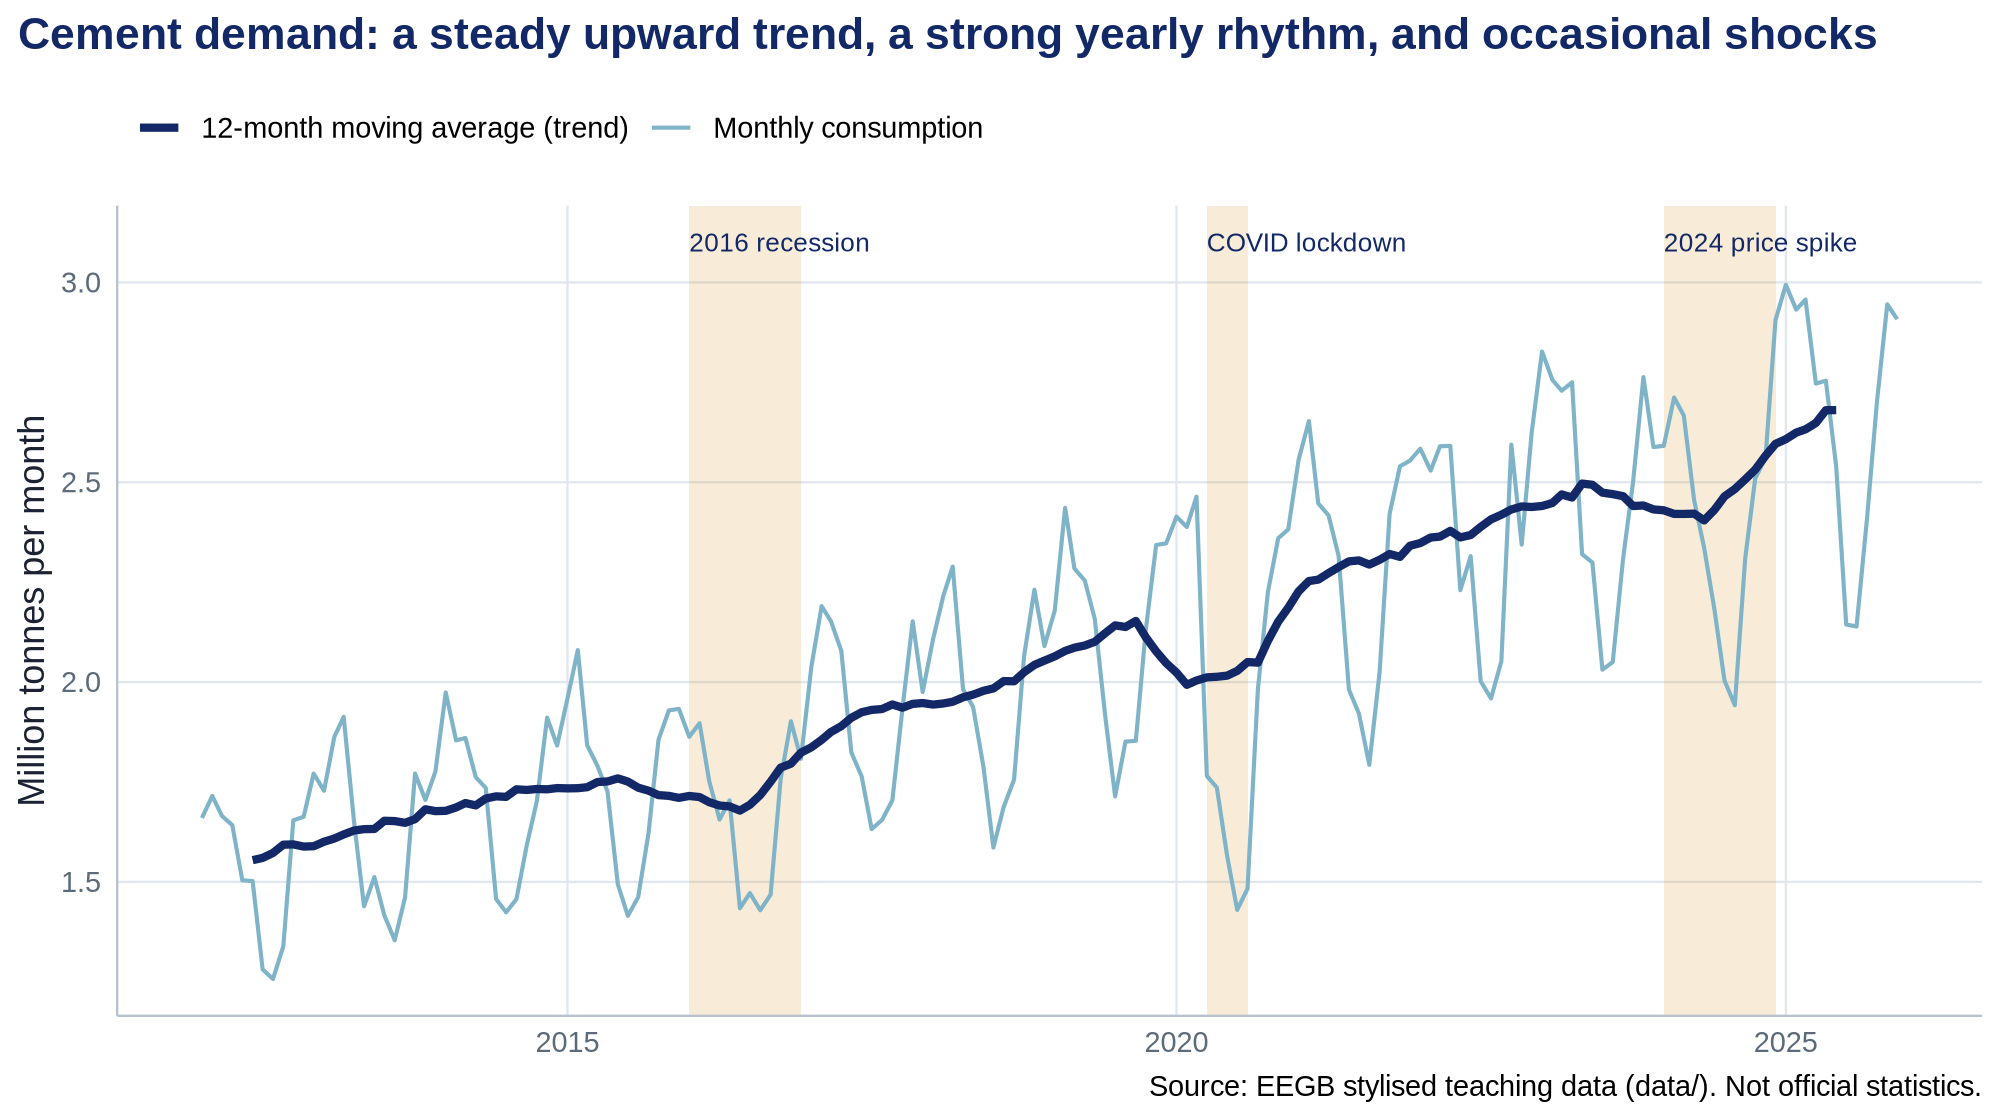 Cement demand: a steady upward trend, a strong yearly rhythm, and occasional shocks
12-month moving average (trend)
Monthly consumption
2016 recession
COVID lockdown
2024 price spike
Million tonnes per month
3.0
2.5
2.0
1.5
2015
2020
2025
Source: EEGB stylised teaching data (data/). Not official statistics.